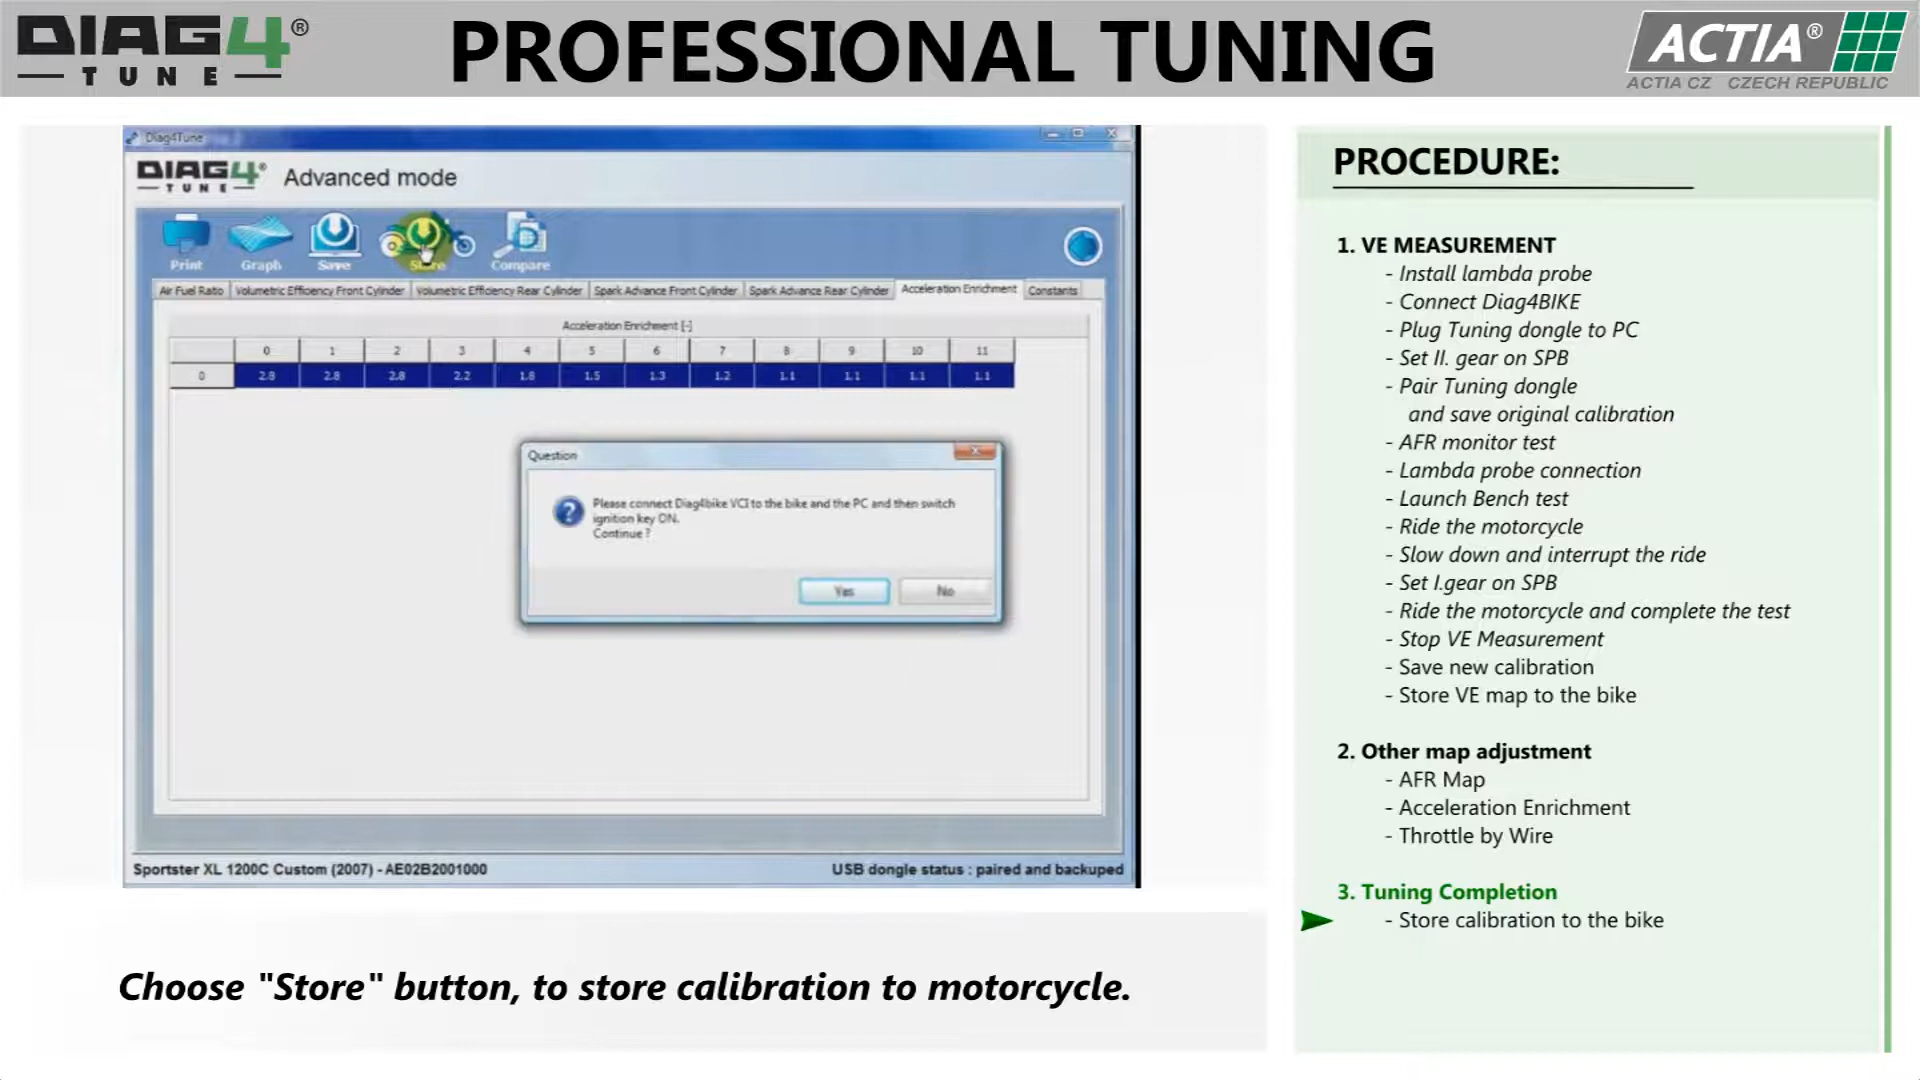 DIAG4®
TUNE
PROFESSIONAL TUNING
ACTIA®
ACTIA CZ CZECH REPUBLIC
Diag4Tune
DIAG4®
TUNE
Advanced mode
Print
Graph
Save
Store
Compare
Air Fuel Ratio
Volumetric Efficiency Front Cylinder
Volumetric Efficiency Rear Cylinder
Spark Advance Front Cylinder
Spark Advance Rear Cylinder
Acceleration Enrichment
Constants
Acceleration Enrichment [-]
0 1 2 3 4 5 6 7 8 9 10 11
0 2.8 2.8 2.8 2.2 1.8 1.5 1.3 1.2 1.1 1.1 1.1 1.1
Question
Please connect Diag4bike VCI to the bike and the PC and then switch
ignition key ON.
Continue ?
Yes
No
Sportster XL 1200C Custom (2007) - AE02B2001000
USB dongle status : paired and backuped
Choose "Store" button, to store calibration to motorcycle.
PROCEDURE:
1. VE MEASUREMENT
- Install lambda probe
- Connect Diag4BIKE
- Plug Tuning dongle to PC
- Set II. gear on SPB
- Pair Tuning dongle
and save original calibration
- AFR monitor test
- Lambda probe connection
- Launch Bench test
- Ride the motorcycle
- Slow down and interrupt the ride
- Set I.gear on SPB
- Ride the motorcycle and complete the test
- Stop VE Measurement
- Save new calibration
- Store VE map to the bike
2. Other map adjustment
- AFR Map
- Acceleration Enrichment
- Throttle by Wire
3. Tuning Completion
- Store calibration to the bike